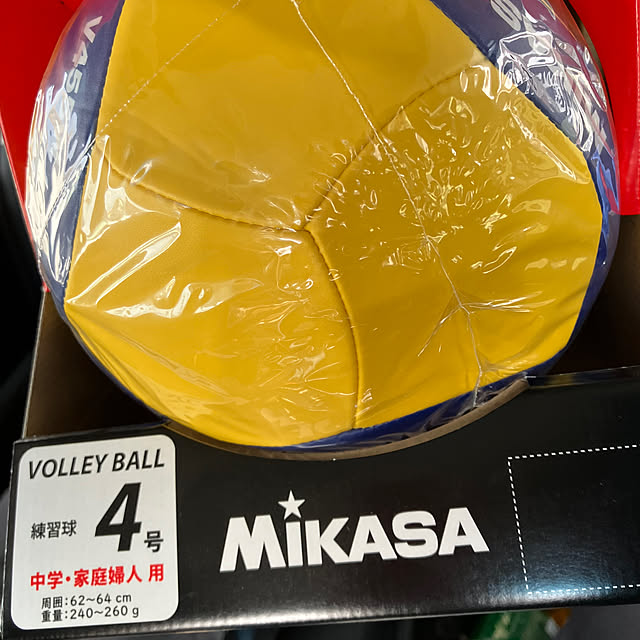 VOLLEY BALL
練習球 4号
中学・家庭婦人 用
周囲:62〜64 cm
重量:240〜260 g
MIKASA